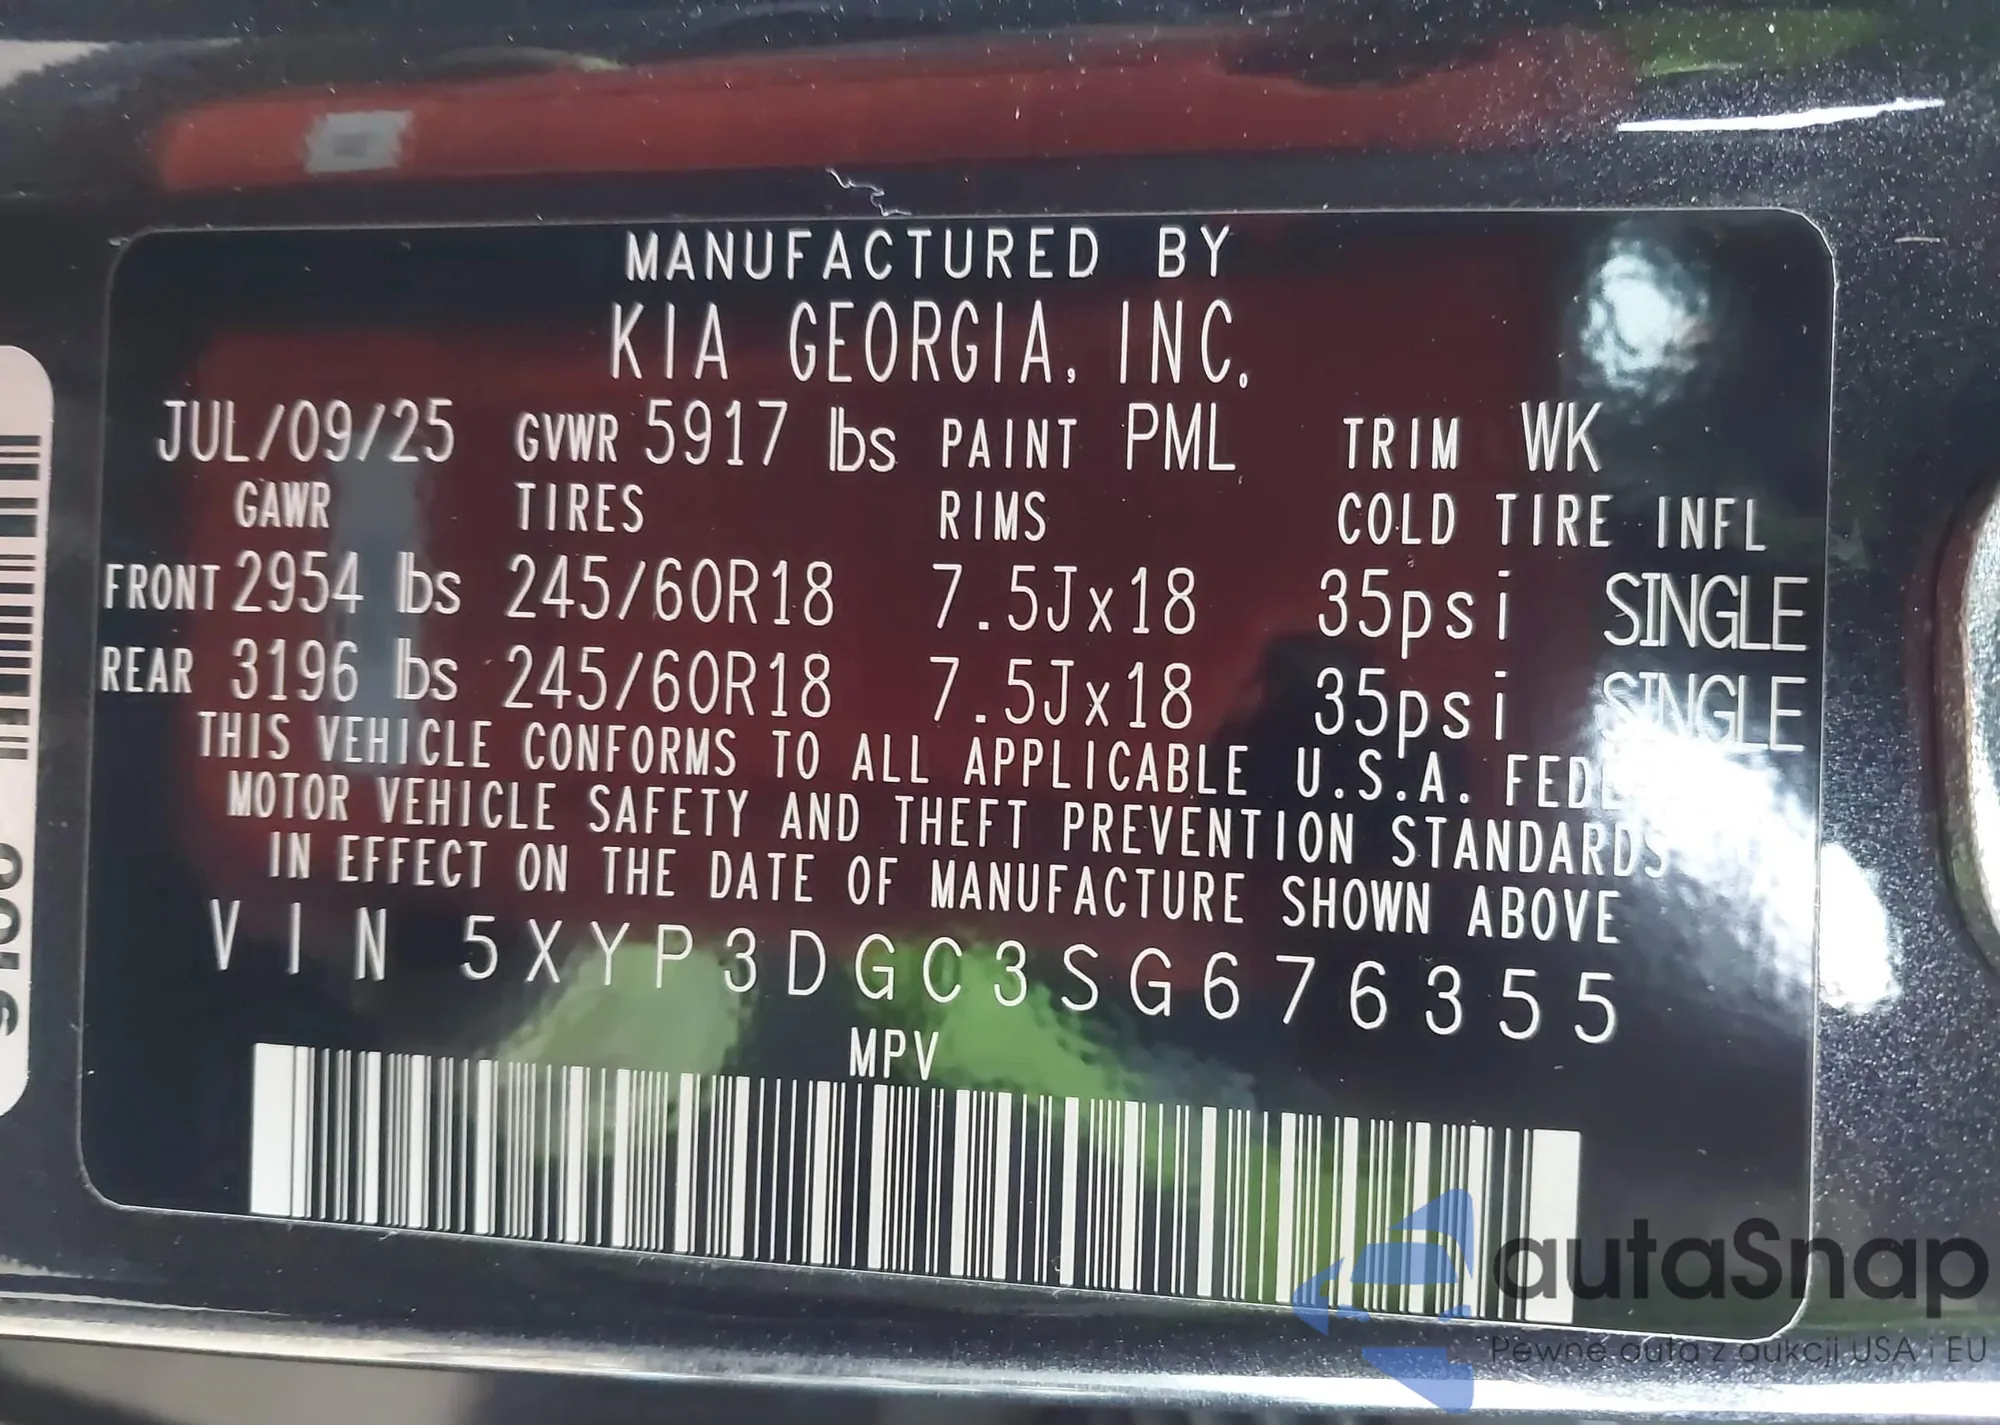 MANUFACTURED BY
KIA GEORGIA, INC.
JUL/09/25 GVWR 5917 lbs PAINT PML TRIM WK
GAWR TIRES RIMS COLD TIRE INFL
FRONT 2954 lbs 245/60R18 7.5Jx18 35psi SINGLE
REAR 3196 lbs 245/60R18 7.5Jx18 35psi SINGLE
THIS VEHICLE CONFORMS TO ALL APPLICABLE U.S.A.
MOTOR VEHICLE SAFETY AND THEFT PREVENTION STANDARDS
IN EFFECT ON THE DATE OF MANUFACTURE SHOWN ABOVE
VIN 5XYP3DGC3SG676355
MPV
autaSnap
Pewne auta z aukcji USA i EU